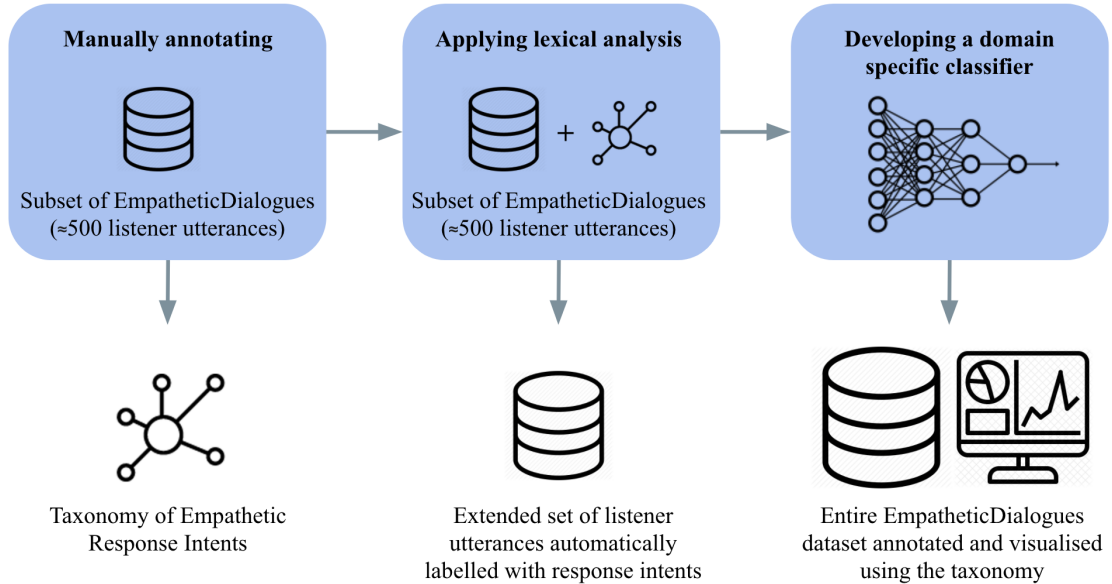 Manually annotating
Subset of EmpatheticDialogues
(≈500 listener utterances)
Applying lexical analysis
+
Subset of EmpatheticDialogues
(≈500 listener utterances)
Developing a domain
specific classifier
Taxonomy of Empathetic
Response Intents
Extended set of listener
utterances automatically
labelled with response intents
Entire EmpatheticDialogues
dataset annotated and visualised
using the taxonomy